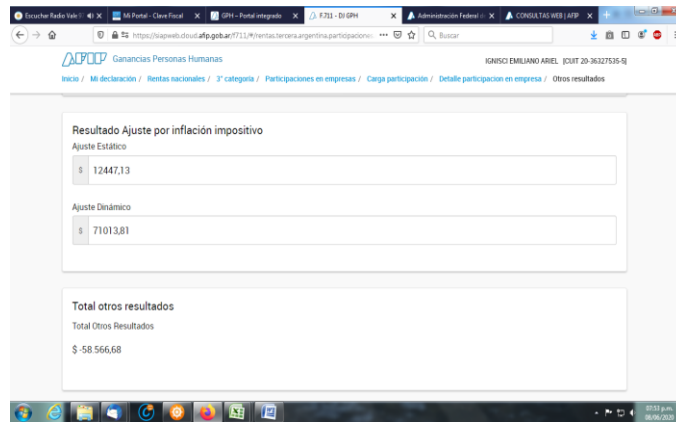 Escuchar Radio Vale
Mi Portal - Clave Fiscal
GPH - Portal integrado
F.711 - DJ GPH
Administración Federal
CONSULTAS WEB | AFIP
https://siapweb.cloud.afip.gob.ar/f711/#/rentas.tercera.argentina.participacione
Buscar
AFIP
Ganancias Personas Humanas
IGNISCI EMILIANO ARIEL [CUIT 20-36327535-5]
Inicio / Mi declaración / Rentas nacionales / 3° categoría / Participaciones en empresas / Carga participación / Detalle participacion en empresa / Otros resultados
Resultado Ajuste por inflación impositivo
Ajuste Estático
$ 12447,13
Ajuste Dinámico
$ 71013,81
Total otros resultados
Total Otros Resultados
$ -58.566,68
08/06/2020